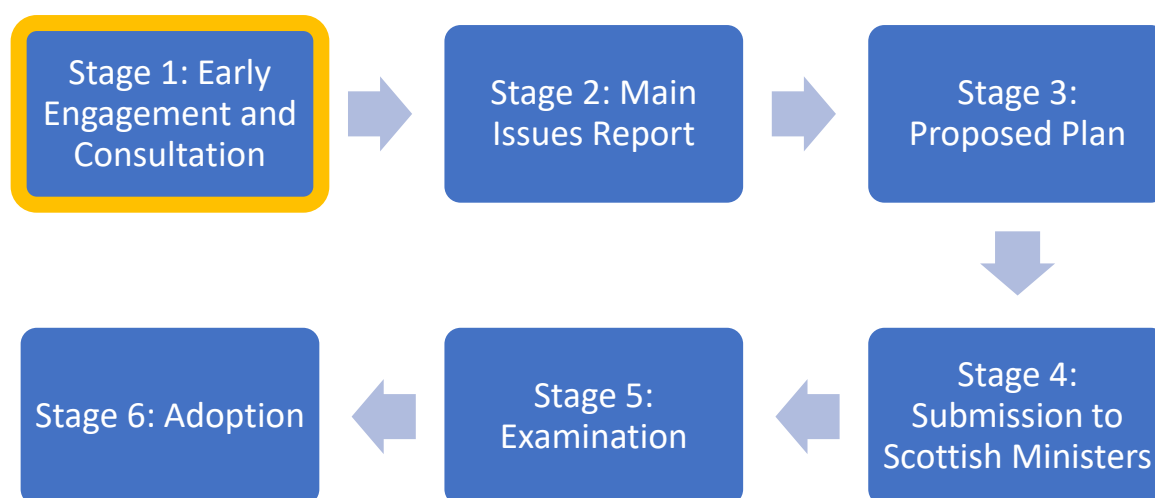 Stage 1: Early
Engagement and
Consultation
Stage 2: Main
Issues Report
Stage 3:
Proposed Plan
Stage 4:
Submission to
Scottish Ministers
Stage 5:
Examination
Stage 6: Adoption